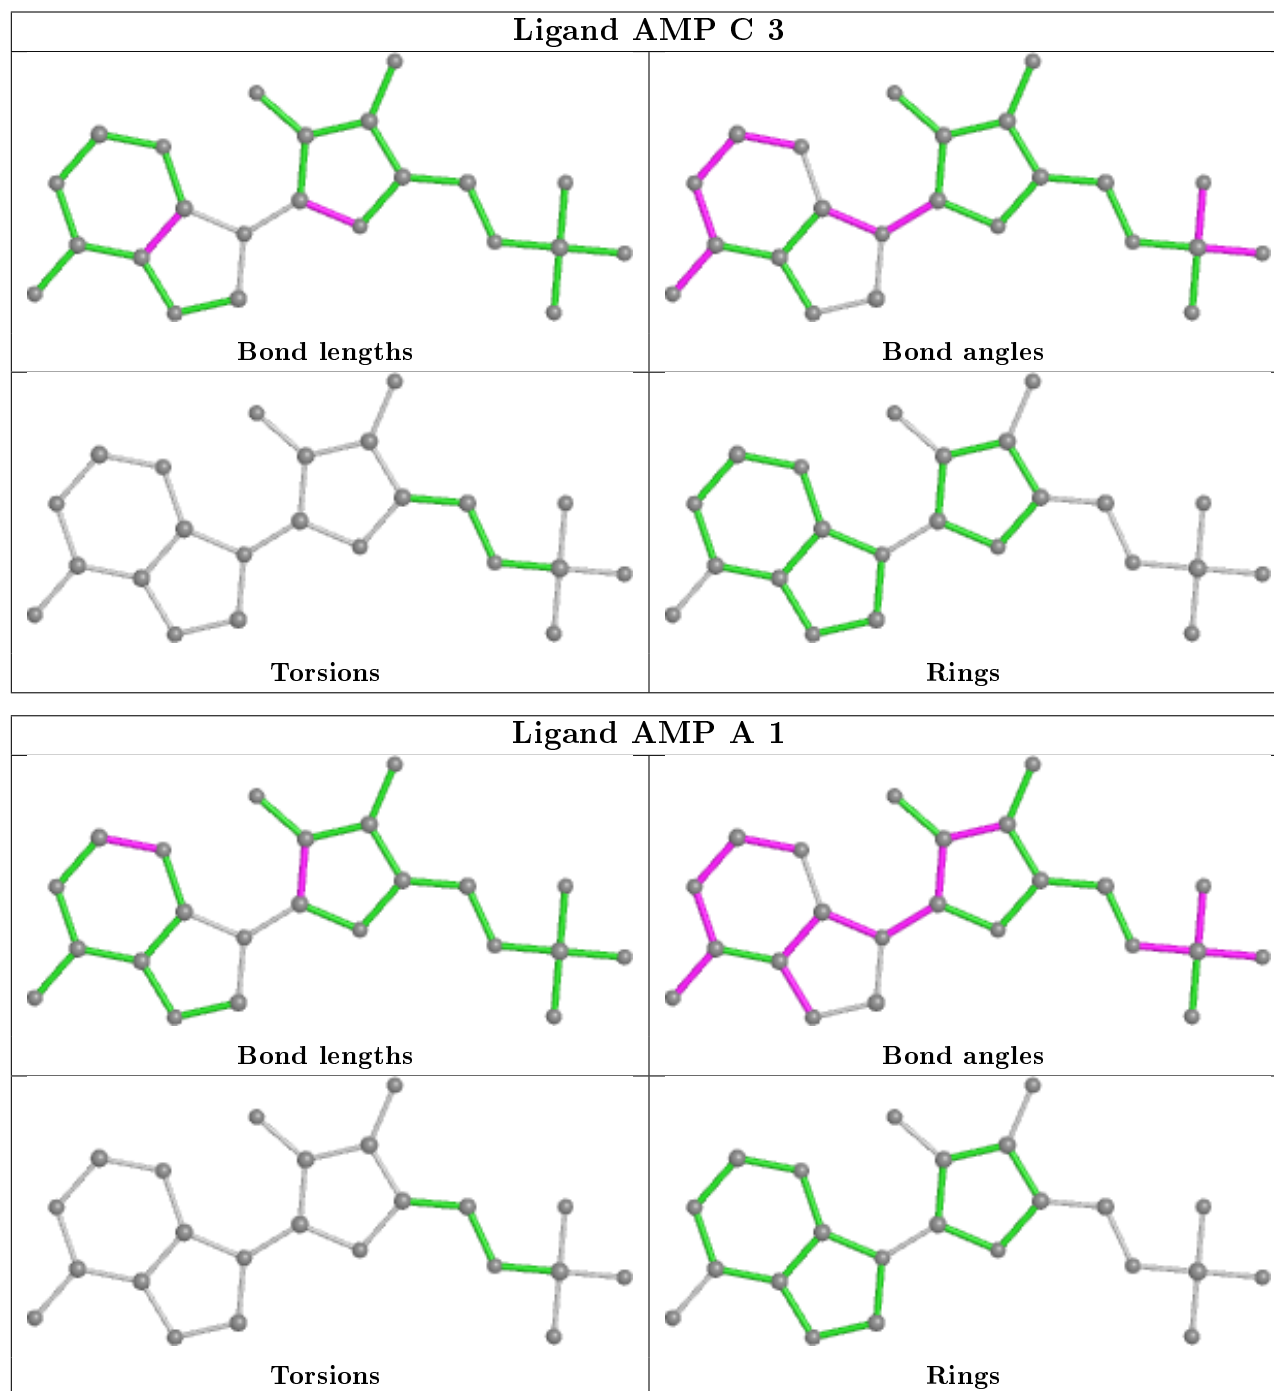 Ligand AMP C 3
Bond lengths
Bond angles
Torsions
Rings
Ligand AMP A 1
Bond lengths
Bond angles
Torsions
Rings